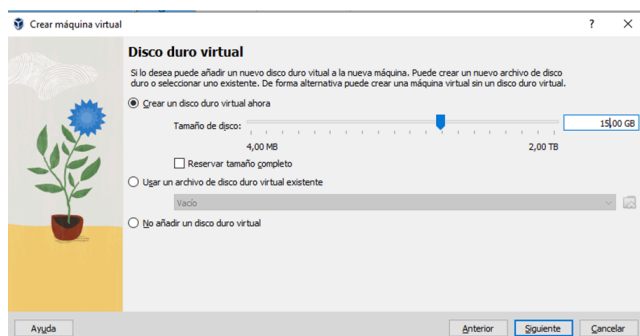 Crear máquina virtual
Disco duro virtual
Si lo desea puede añadir un nuevo disco duro vitual a la nueva máquina. Puede crear un nuevo archivo de disco
duro o seleccionar uno existente. De forma alternativa puede crear una máquina virtual sin un disco duro virtual.
Crear un disco duro virtual ahora
Tamaño de disco:
15,00 GB
4,00 MB
2,00 TB
Reservar tamaño completo
Usar un archivo de disco duro virtual existente
Vacío
No añadir un disco duro virtual
Ayuda
Anterior
Siguiente
Cancelar